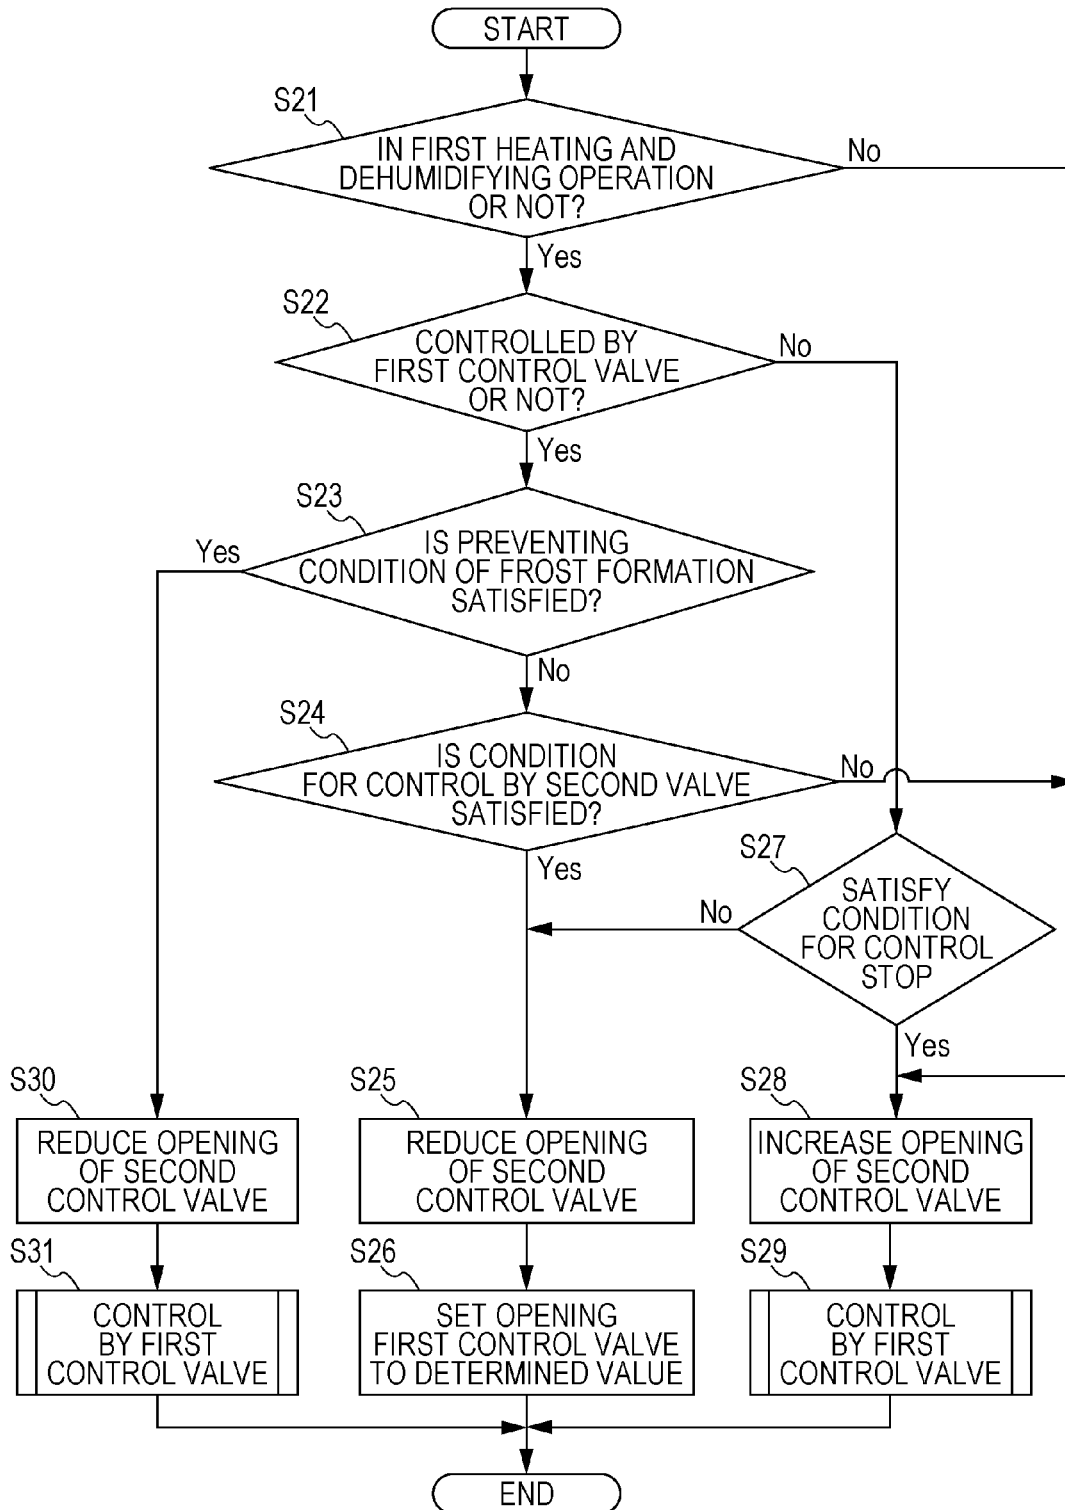 START
S21
IN FIRST HEATING AND
DEHUMIDIFYING OPERATION
OR NOT?
No
Yes
S22
CONTROLLED BY
FIRST CONTROL VALVE
OR NOT?
No
Yes
S23
IS PREVENTING
CONDITION OF FROST FORMATION
SATISFIED?
Yes
No
S24
IS CONDITION
FOR CONTROL BY SECOND VALVE
SATISFIED?
No
Yes
S27
SATISFY
CONDITION
FOR CONTROL
STOP
No
Yes
S30
REDUCE OPENING
OF SECOND
CONTROL VALVE
S25
REDUCE OPENING
OF SECOND
CONTROL VALVE
S28
INCREASE OPENING
OF SECOND
CONTROL VALVE
S31
CONTROL
BY FIRST
CONTROL VALVE
S26
SET OPENING
FIRST CONTROL VALVE
TO DETERMINED VALUE
S29
CONTROL
BY FIRST
CONTROL VALVE
END